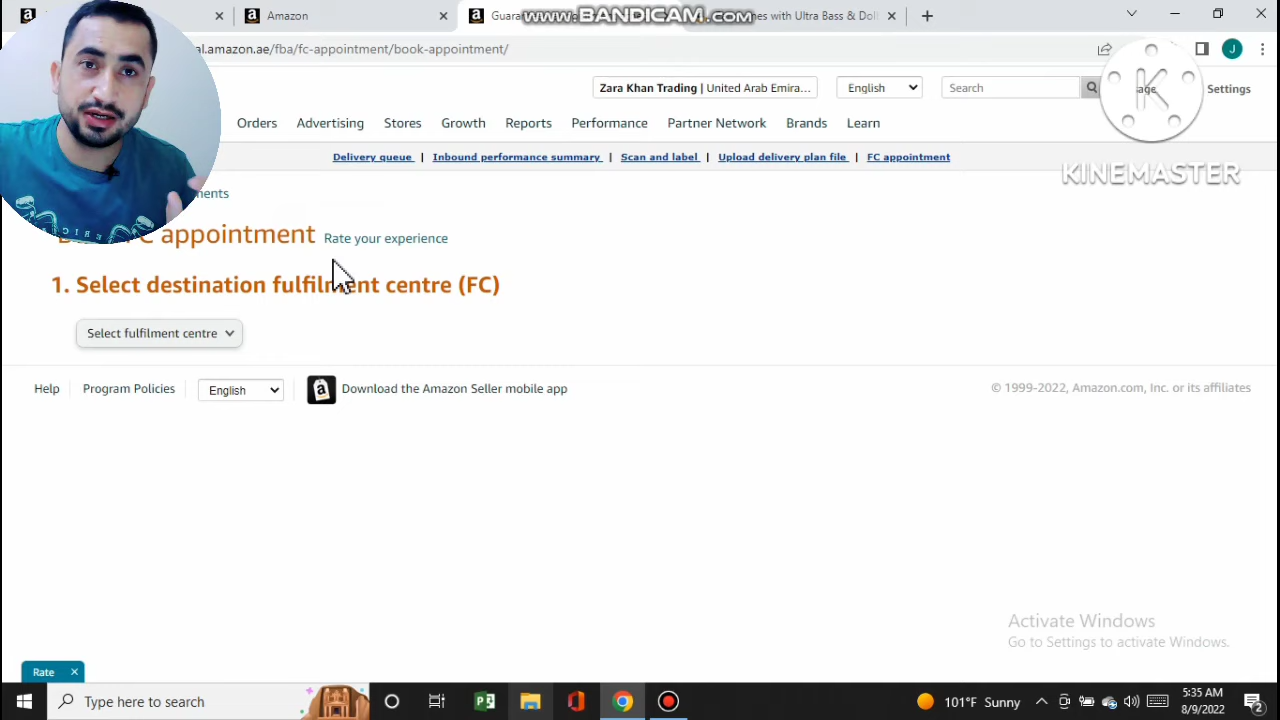 Amazon
Guara
www.BANDICAM.com
nes with Ultra Bass & Dol
al.amazon.ae/fba/fc-appointment/book-appointment/
J
Zara Khan Trading | United Arab Emira...
English
Search
Settings
K
KINEMASTER
Orders
Advertising
Stores
Growth
Reports
Performance
Partner Network
Brands
Learn
Delivery queue | Inbound performance summary | Scan and label | Upload delivery plan file | FC appointment
ments
appointment
Rate your experience
1. Select destination fulfilment centre (FC)
Select fulfilment centre
Help
Program Policies
English
Download the Amazon Seller mobile app
© 1999-2022, Amazon.com, Inc. or its affiliates
Activate Windows
Go to Settings to activate Windows.
Rate
Type here to search
101°F Sunny
5:35 AM
8/9/2022
2